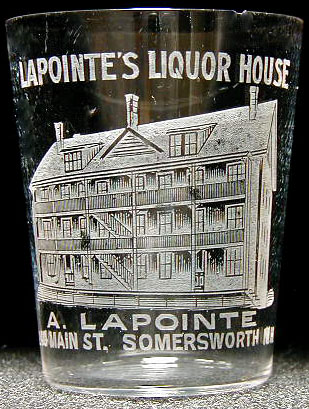 LAPOINTE'S LIQUOR HOUSE
A. LAPOINTE
MAIN ST. SOMERSWORTH N.H.